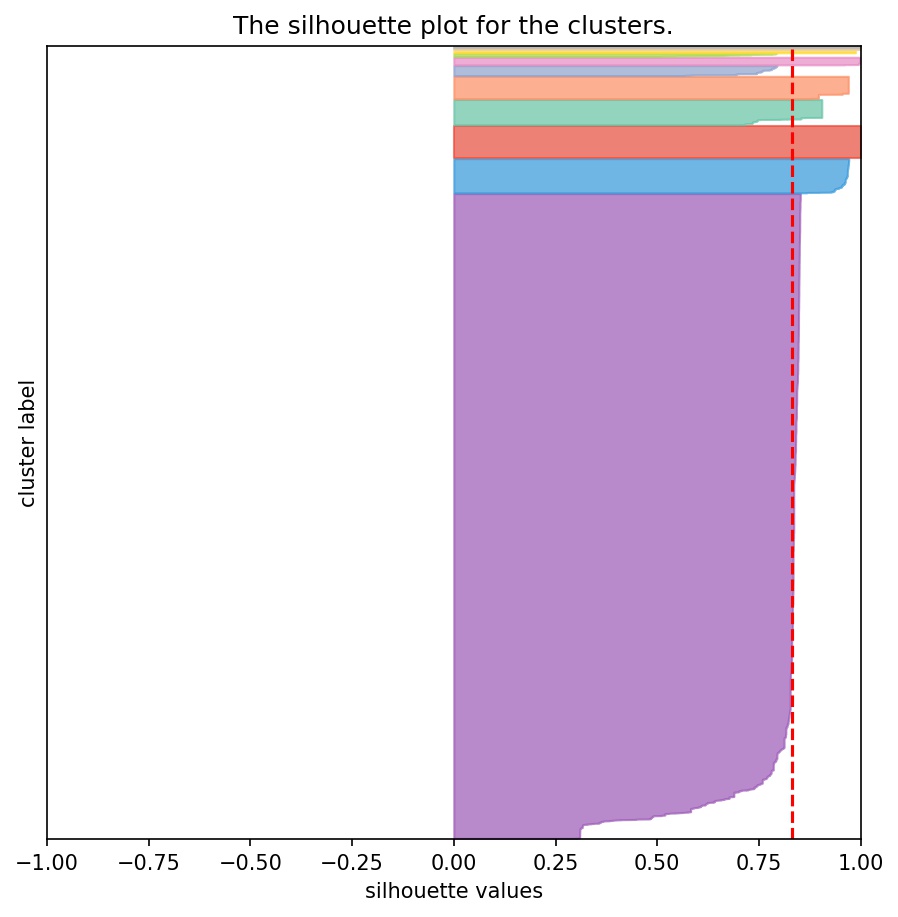 The silhouette plot for the clusters.
cluster label
−1.00 −0.75 −0.50 −0.25 0.00 0.25 0.50 0.75 1.00
silhouette values